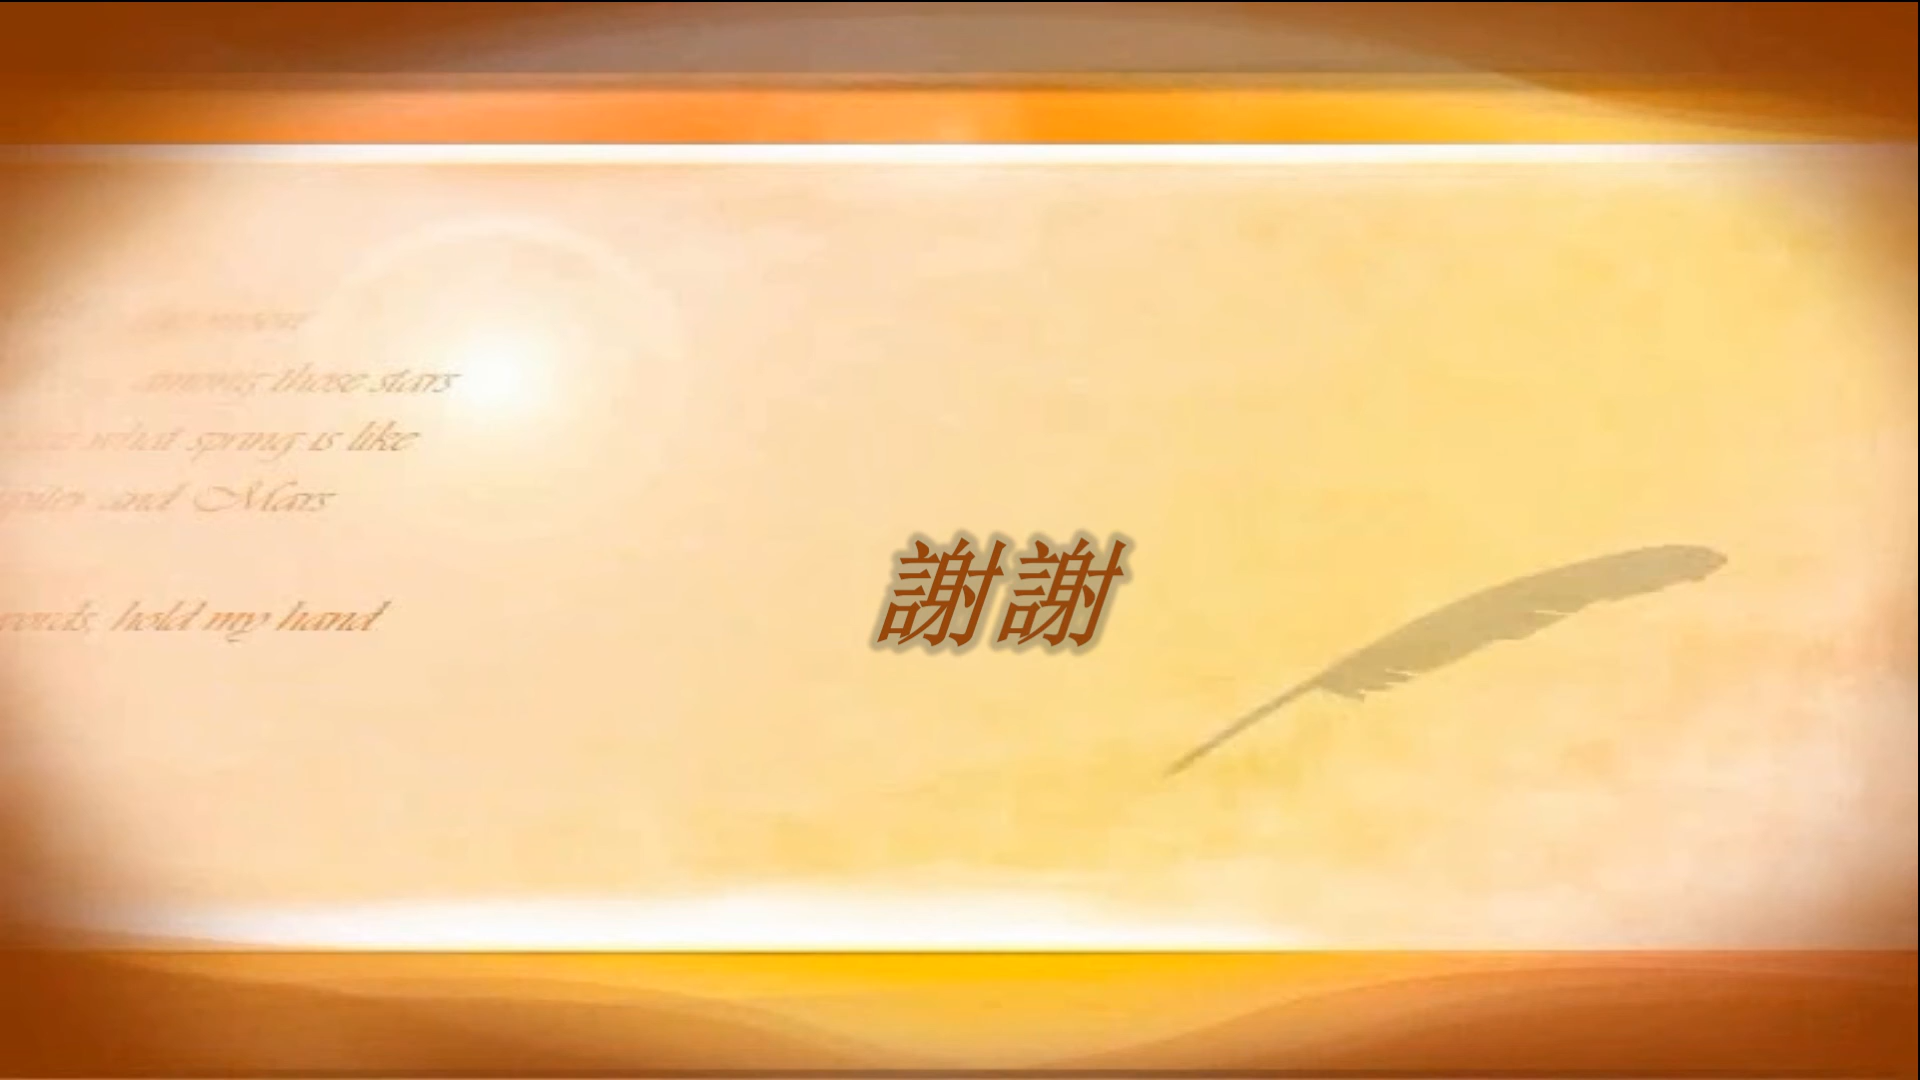 among those stars
what spring is like
and Mars
hold my hand
謝謝